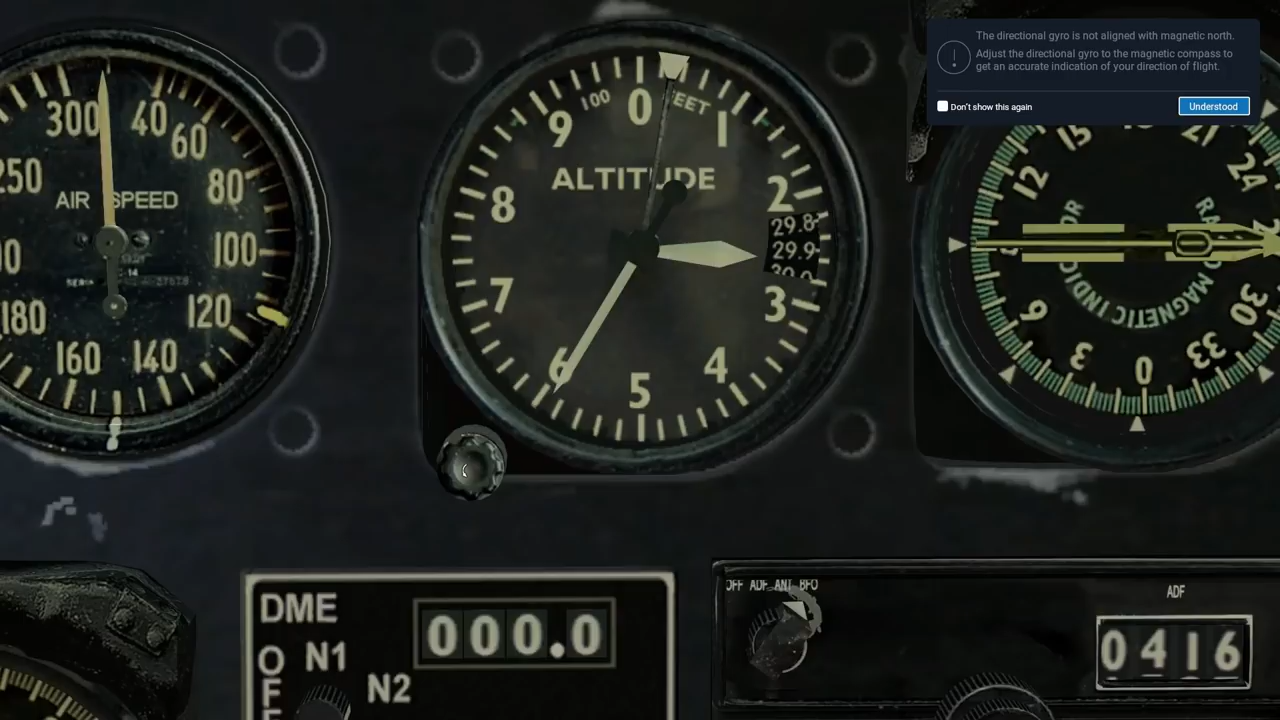 The directional gyro is not aligned with magnetic north.
Adjust the directional gyro to the magnetic compass to
get an accurate indication of your direction of flight.
Don't show this again
Understood
300
40
60
80
100
120
140
160
180
250
AIR SPEED
100
FEET
0
1
2
3
4
5
6
7
8
9
ALTITUDE
29.8
29.9
30.0
12
15
21
24
30
33
0
3
6
9
MAGNETIC
DME
000.0
N1
N2
OFF ADF ANT BFO
ADF
0416